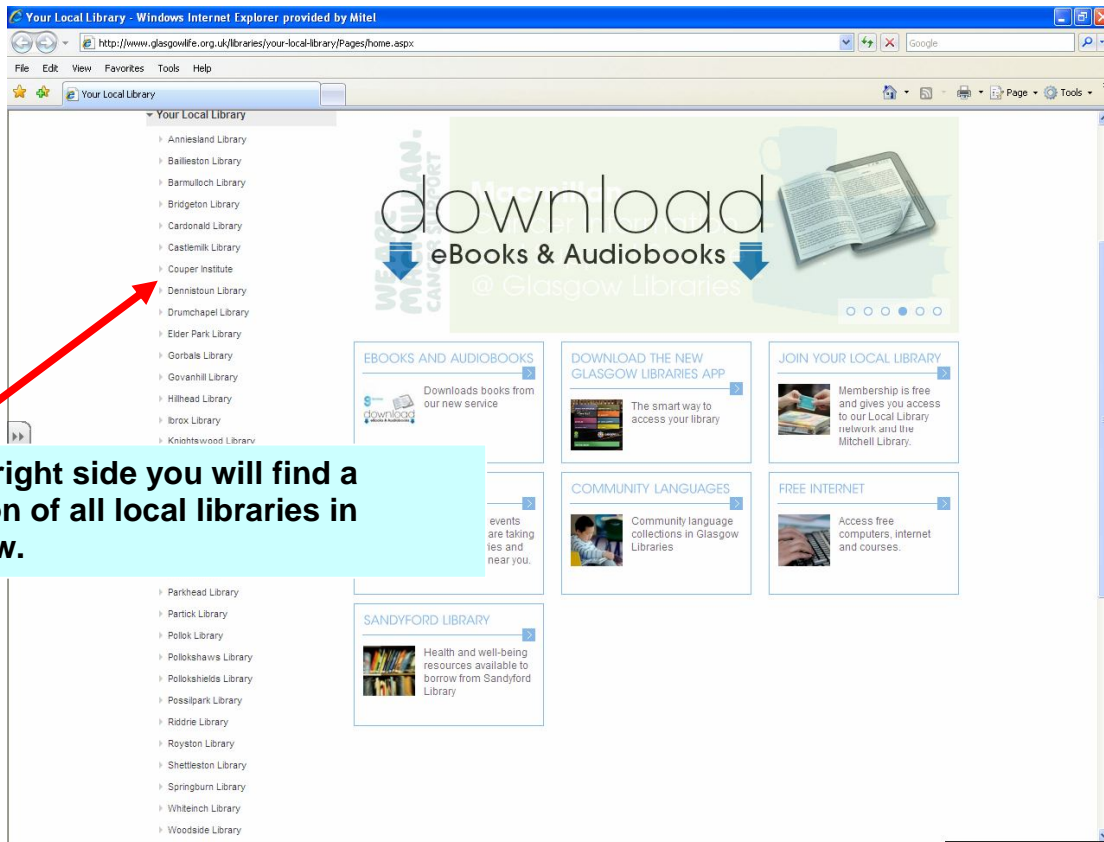 Your Local Library - Windows Internet Explorer provided by Mitel
http://www.glasgowlife.org.uk/libraries/your-local-library/Pages/home.aspx
Google
File Edit View Favorites Tools Help
Your Local Library
Page
Tools
Your Local Library
Anniesland Library
Baillieston Library
Barmulloch Library
Bridgeton Library
Cardonald Library
Castlemilk Library
Couper Institute
Dennistoun Library
Drumchapel Library
Elder Park Library
Gorbals Library
Govanhill Library
Hillhead Library
Ibrox Library
Knightswood Library
right side you will find a
on of all local libraries in
w.
Parkhead Library
Partick Library
Pollok Library
Pollokshaws Library
Pollokshields Library
Possilpark Library
Riddrie Library
Royston Library
Shettleston Library
Springburn Library
Whiteinch Library
Woodside Library
WE ARE
MACMILLAN.
CANCER SUPPORT
Macmillan
Cancer Information
@ Glasgow Libraries
download
eBooks & Audiobooks
EBOOKS AND AUDIOBOOKS
download
Downloads books from
our new service
DOWNLOAD THE NEW
GLASGOW LIBRARIES APP
The smart way to
access your library
JOIN YOUR LOCAL LIBRARY
Membership is free
and gives you access
to our Local Library
network and the
Mitchell Library.
events
are taking
ries and
near you.
COMMUNITY LANGUAGES
Community language
collections in Glasgow
Libraries
FREE INTERNET
Access free
computers, internet
and courses.
SANDYFORD LIBRARY
Health and well-being
resources available to
borrow from Sandyford
Library